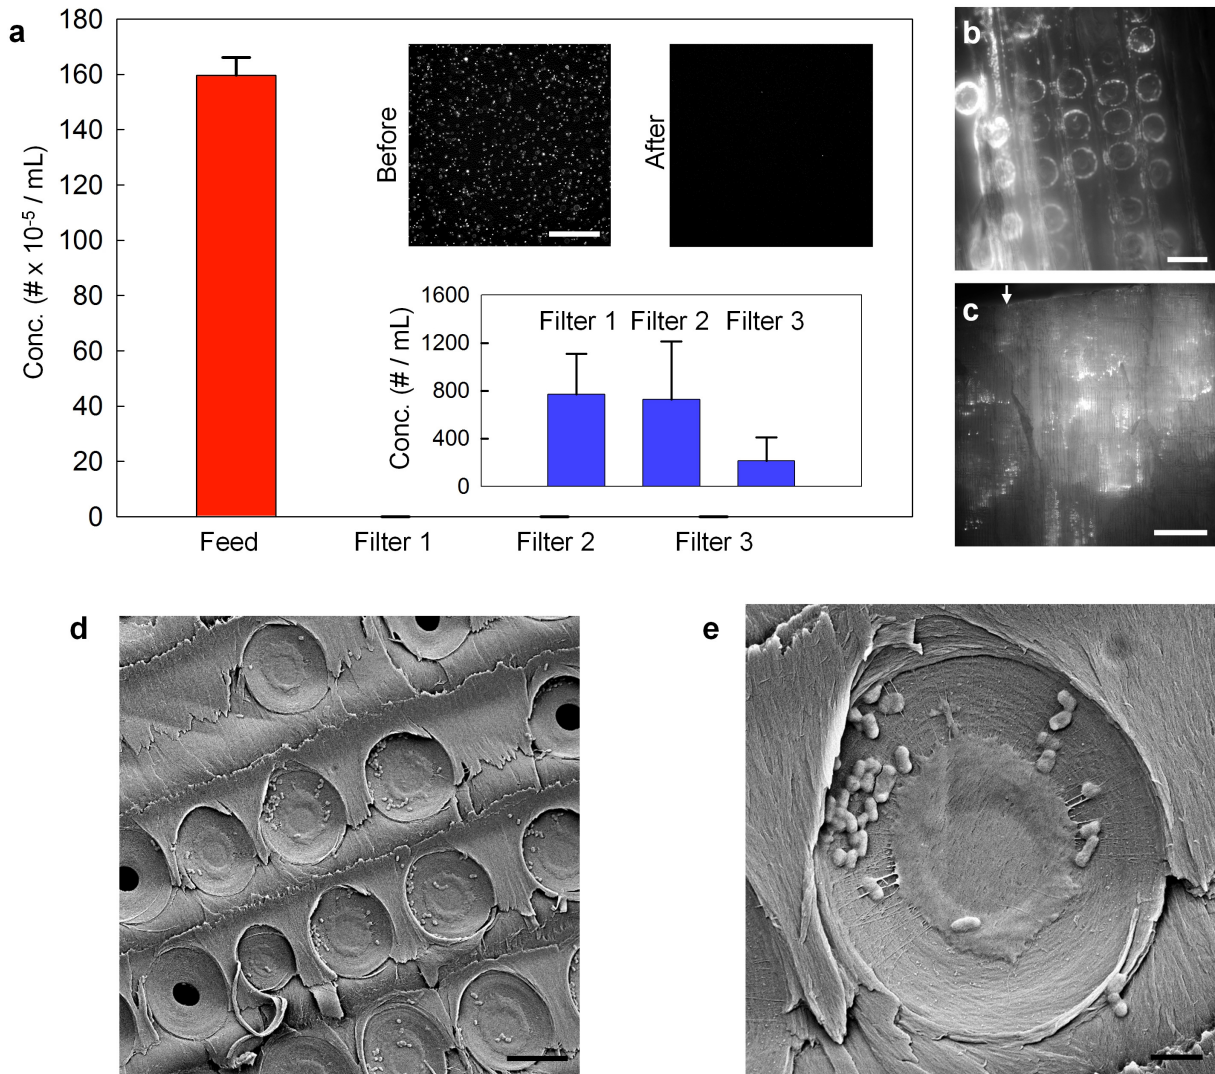 a
Conc. (# x 10⁻⁵ / mL)
180
160
140
120
100
80
60
40
20
0
Feed
Filter 1
Filter 2
Filter 3
Before
After
Conc. (# / mL)
1600
1200
800
400
0
Filter 1 Filter 2 Filter 3
b
c
d
e